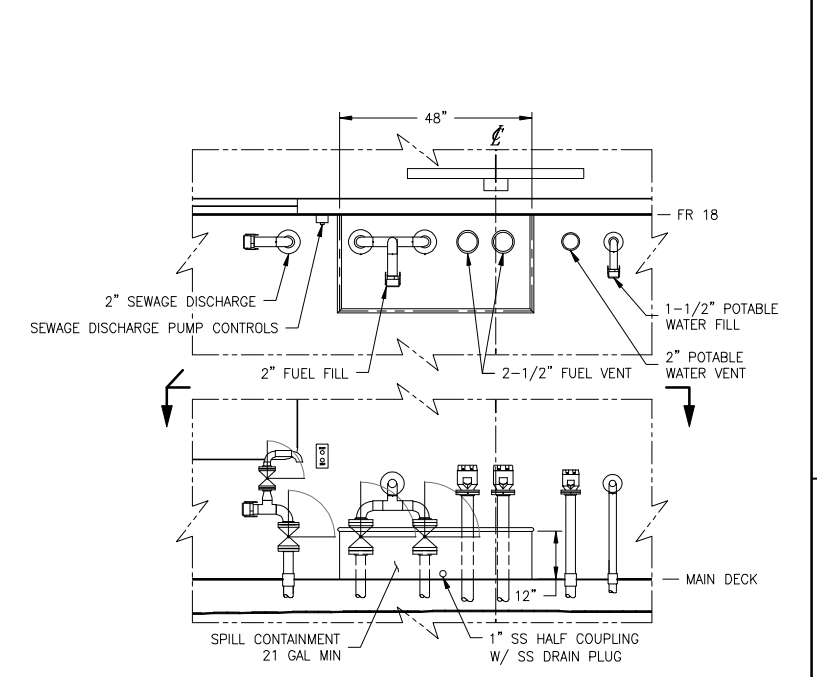 48"
℄
FR 18
2" SEWAGE DISCHARGE
SEWAGE DISCHARGE PUMP CONTROLS
1-1/2" POTABLE
WATER FILL
2" FUEL FILL
2-1/2" FUEL VENT
2" POTABLE
WATER VENT
MAIN DECK
12"
SPILL CONTAINMENT
21 GAL MIN
1" SS HALF COUPLING
W/ SS DRAIN PLUG